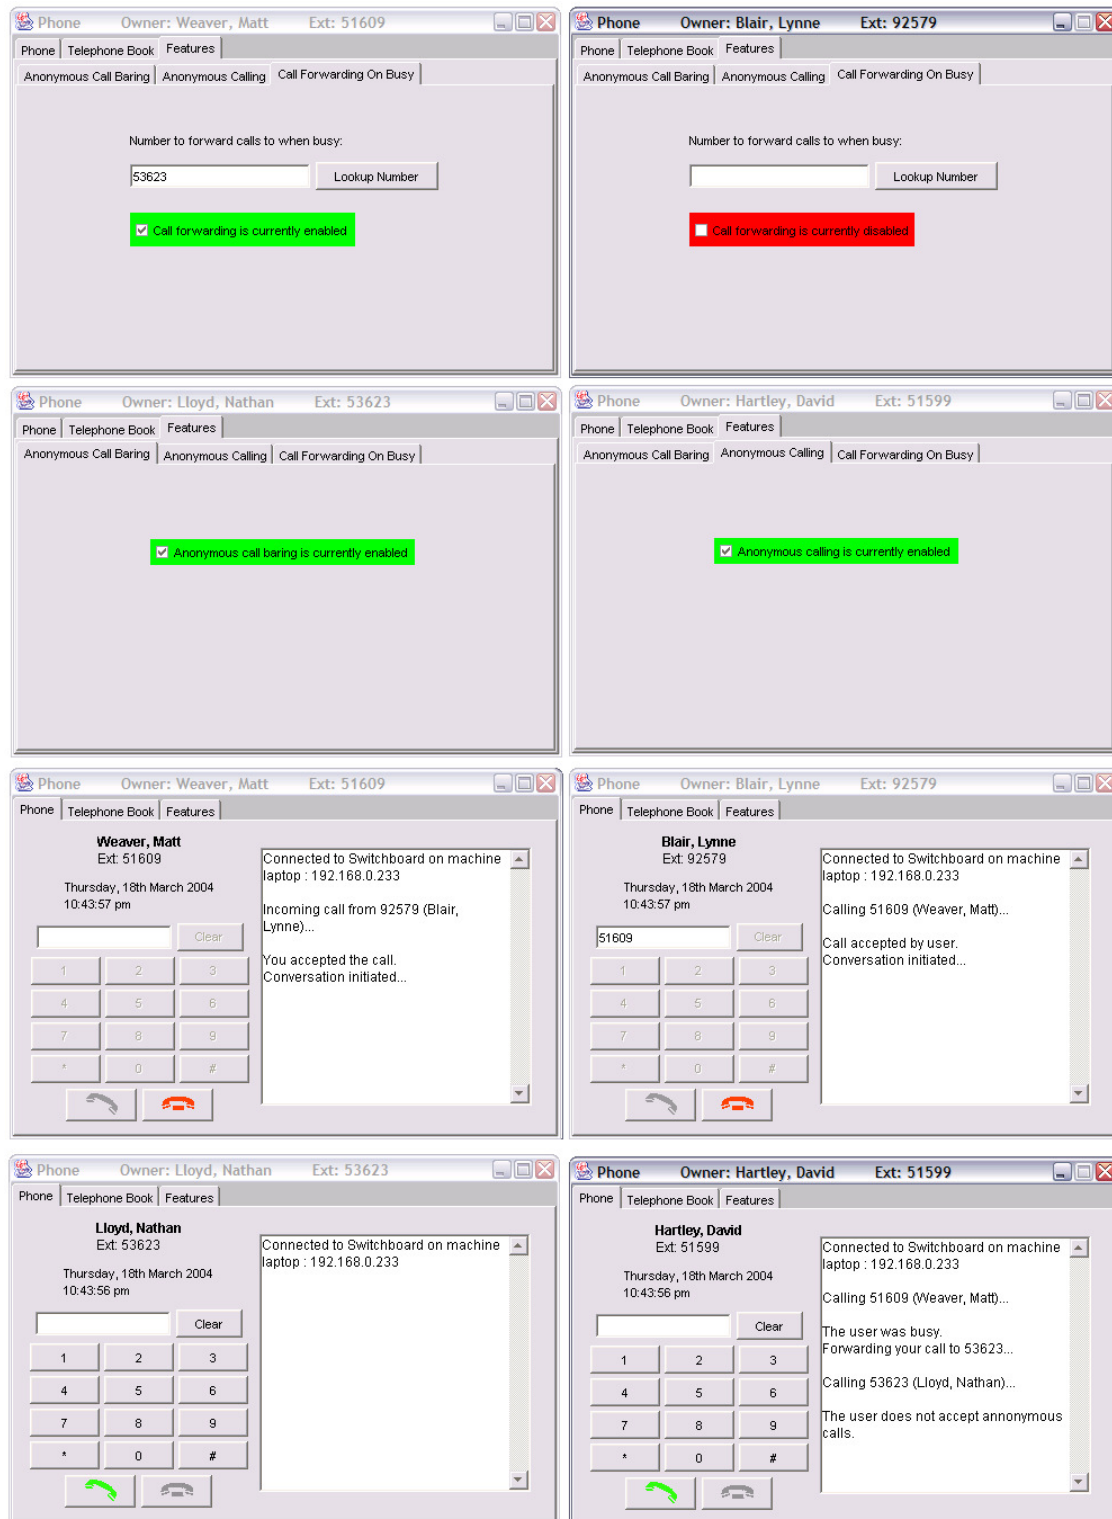 Phone Owner: Weaver, Matt Ext: 51609
Phone Telephone Book Features
Anonymous Call Baring Anonymous Calling Call Forwarding On Busy
Number to forward calls to when busy:
53623 Lookup Number
Call forwarding is currently enabled
Phone Owner: Blair, Lynne Ext: 92579
Phone Telephone Book Features
Anonymous Call Baring Anonymous Calling Call Forwarding On Busy
Number to forward calls to when busy:
Lookup Number
Call forwarding is currently disabled
Phone Owner: Lloyd, Nathan Ext: 53623
Phone Telephone Book Features
Anonymous Call Baring Anonymous Calling Call Forwarding On Busy
Anonymous call baring is currently enabled
Phone Owner: Hartley, David Ext: 51599
Phone Telephone Book Features
Anonymous Call Baring Anonymous Calling Call Forwarding On Busy
Anonymous calling is currently enabled
Phone Owner: Weaver, Matt Ext: 51609
Phone Telephone Book Features
Weaver, Matt
Ext: 51609
Thursday, 18th March 2004
10:43:57 pm
Clear
1 2 3
4 5 6
7 8 9
* 0 #
Connected to Switchboard on machine
laptop : 192.168.0.233
Incoming call from 92579 (Blair,
Lynne)...
You accepted the call.
Conversation initiated...
Phone Owner: Blair, Lynne Ext: 92579
Phone Telephone Book Features
Blair, Lynne
Ext: 92579
Thursday, 18th March 2004
10:43:57 pm
51609 Clear
1 2 3
4 5 6
7 8 9
* 0 #
Connected to Switchboard on machine
laptop : 192.168.0.233
Calling 51609 (Weaver, Matt)...
Call accepted by user.
Conversation initiated...
Phone Owner: Lloyd, Nathan Ext: 53623
Phone Telephone Book Features
Lloyd, Nathan
Ext: 53623
Thursday, 18th March 2004
10:43:56 pm
Clear
1 2 3
4 5 6
7 8 9
* 0 #
Connected to Switchboard on machine
laptop : 192.168.0.233
Phone Owner: Hartley, David Ext: 51599
Phone Telephone Book Features
Hartley, David
Ext: 51599
Thursday, 18th March 2004
10:43:56 pm
Clear
1 2 3
4 5 6
7 8 9
* 0 #
Connected to Switchboard on machine
laptop : 192.168.0.233
Calling 51609 (Weaver, Matt)...
The user was busy.
Forwarding your call to 53623...
Calling 53623 (Lloyd, Nathan)...
The user does not accept annonymous
calls.